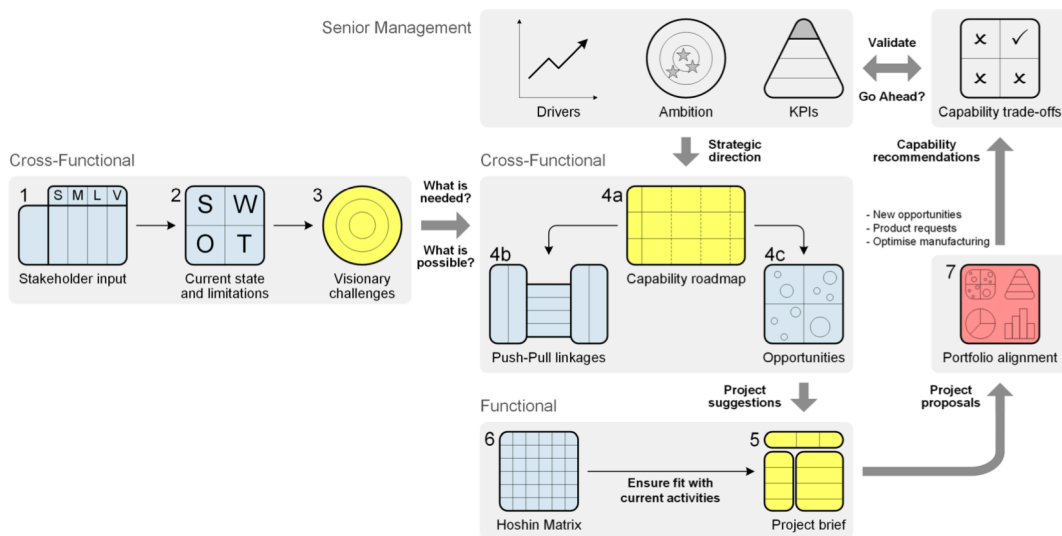 Senior Management
Drivers
Ambition
KPIs
Validate
Go Ahead?
Capability trade-offs
Strategic
direction
Capability
recommendations
Cross-Functional
1
S M L V
Stakeholder input
2
S W
O T
Current state
and limitations
3
Visionary
challenges
What is
needed?
What is
possible?
Cross-Functional
4a
Capability roadmap
4b
Push-Pull linkages
4c
Opportunities
- New opportunities
- Product requests
- Optimise manufacturing
7
Portfolio alignment
Project
suggestions
Project
proposals
Functional
6
Hoshin Matrix
Ensure fit with
current activities
5
Project brief